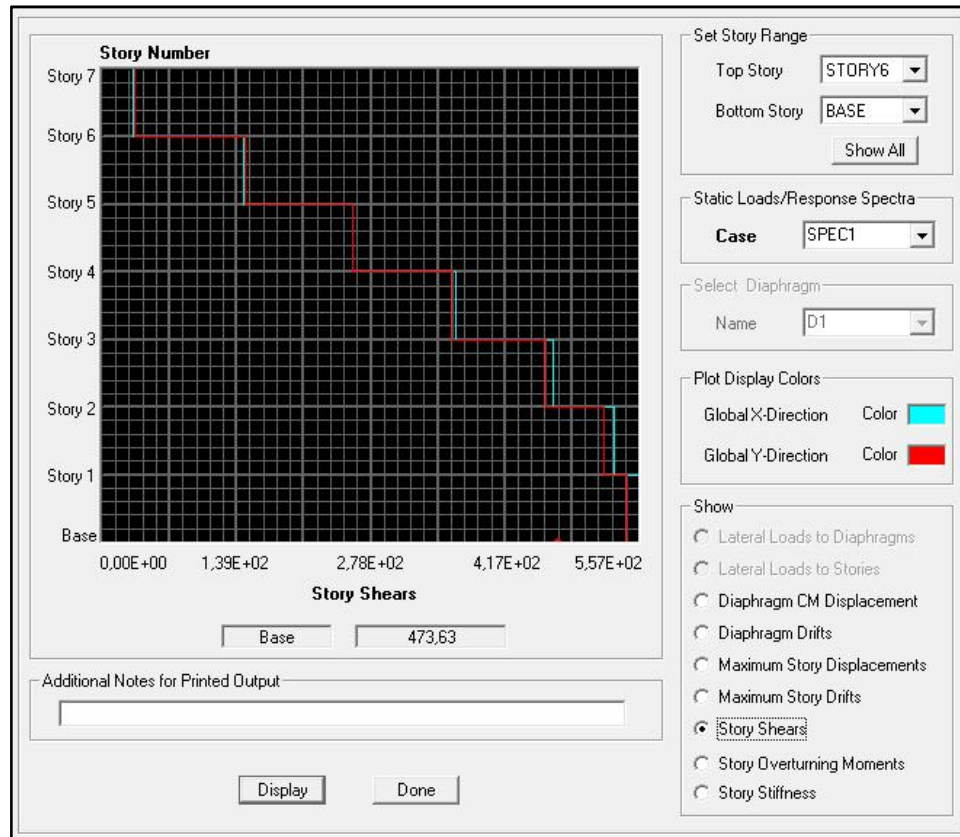 Story Number
Story 7
Story 6
Story 5
Story 4
Story 3
Story 2
Story 1
Base
0,00E+00 1,39E+02 2,78E+02 4,17E+02 5,57E+02
Story Shears
Base 473,63
Additional Notes for Printed Output
Display Done
Set Story Range
Top Story STORY6
Bottom Story BASE
Show All
Static Loads/Response Spectra
Case SPEC1
Select Diaphragm
Name D1
Plot Display Colors
Global X-Direction Color
Global Y-Direction Color
Show
Lateral Loads to Diaphragms
Lateral Loads to Stories
Diaphragm CM Displacement
Diaphragm Drifts
Maximum Story Displacements
Maximum Story Drifts
Story Shears
Story Overturning Moments
Story Stiffness